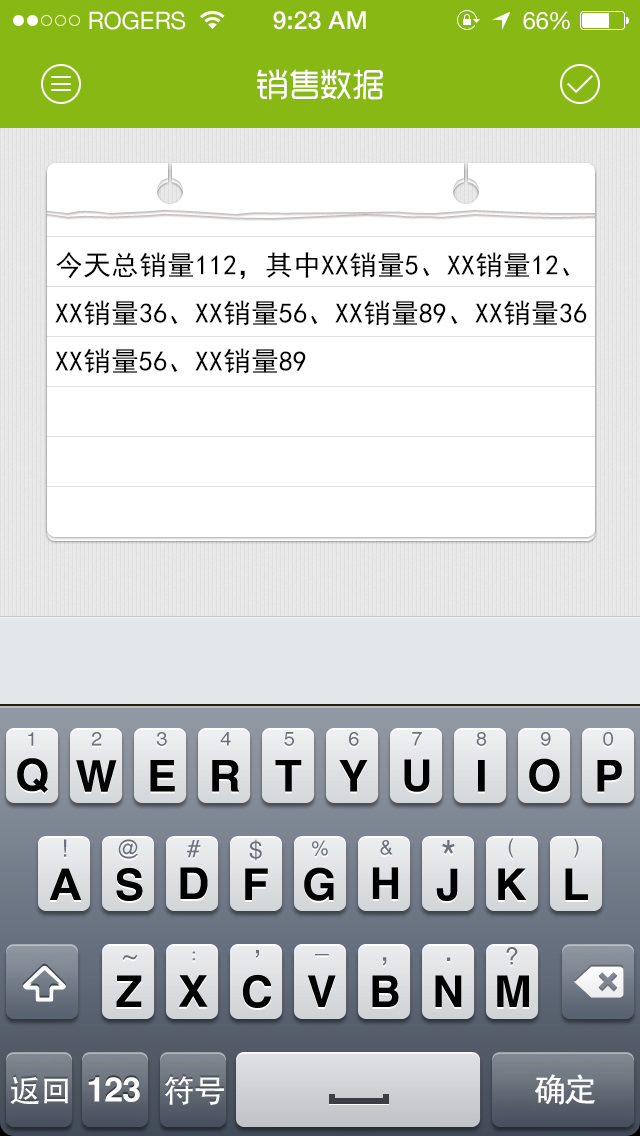 ROGERS 9:23 AM 66%
销售数据
今天总销量112，其中XX销量5、XX销量12、
XX销量36、XX销量56、XX销量89、XX销量36
XX销量56、XX销量89
1 2 3 4 5 6 7 8 9 0
Q W E R T Y U I O P
! @ # $ % & * ( )
A S D F G H J K L
~ : ' — , . ?
Z X C V B N M
返回 123 符号 确定